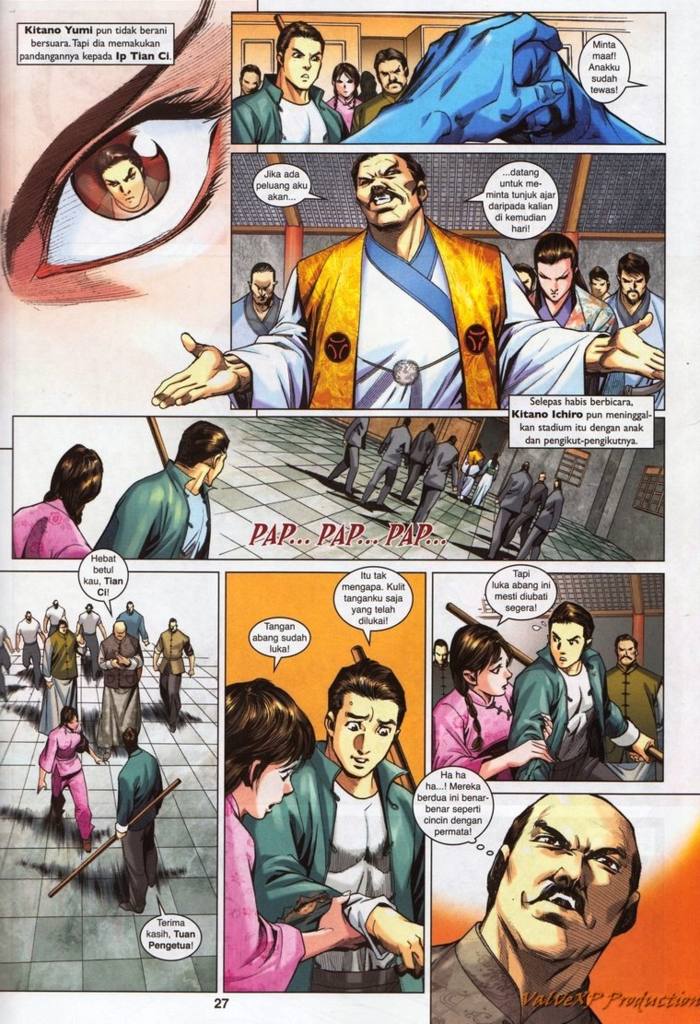 Kitano Yumi pun tidak berani
bersuara. Tapi dia memakukan
pandangannya kepada Ip Tian Ci.
Minta
maaf!
Anakku
sudah
tewas!
Jika ada
peluang aku
akan...
...datang
untuk me-
minta tunjuk ajar
daripada kalian
di kemudian
hari!
Selepas habis berbicara,
Kitano Ichiro pun meninggal-
kan stadium itu dengan anak
dan pengikut-pengikutnya.
PAP... PAP... PAP...
Hebat
betul
kau, Tian
Ci!
Terima
kasih, Tuan
Pengetua!
Tangan
abang sudah
luka!
Itu tak
mengapa. Kulit
tanganku saja
yang telah
dilukai!
Tapi
luka abang ini
mesti diubati
segera!
Ha ha
ha...! Mereka
berdua ini benar-
benar seperti
cincin dengan
permata!
27
ValveXP Production